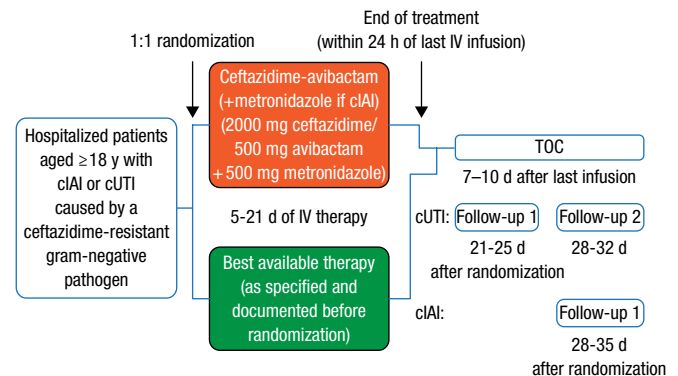 1:1 randomization
End of treatment
(within 24 h of last IV infusion)
Hospitalized patients
aged ≥18 y with
cIAI or cUTI
caused by a
ceftazidime-resistant
gram-negative
pathogen
Ceftazidime-avibactam
(+metronidazole if cIAI)
(2000 mg ceftazidime/
500 mg avibactam
+500 mg metronidazole)
5-21 d of IV therapy
Best available therapy
(as specified and
documented before
randomization)
TOC
7–10 d after last infusion
cUTI: Follow-up 1 Follow-up 2
21-25 d 28-32 d
after randomization
cIAI: Follow-up 1
28-35 d
after randomization